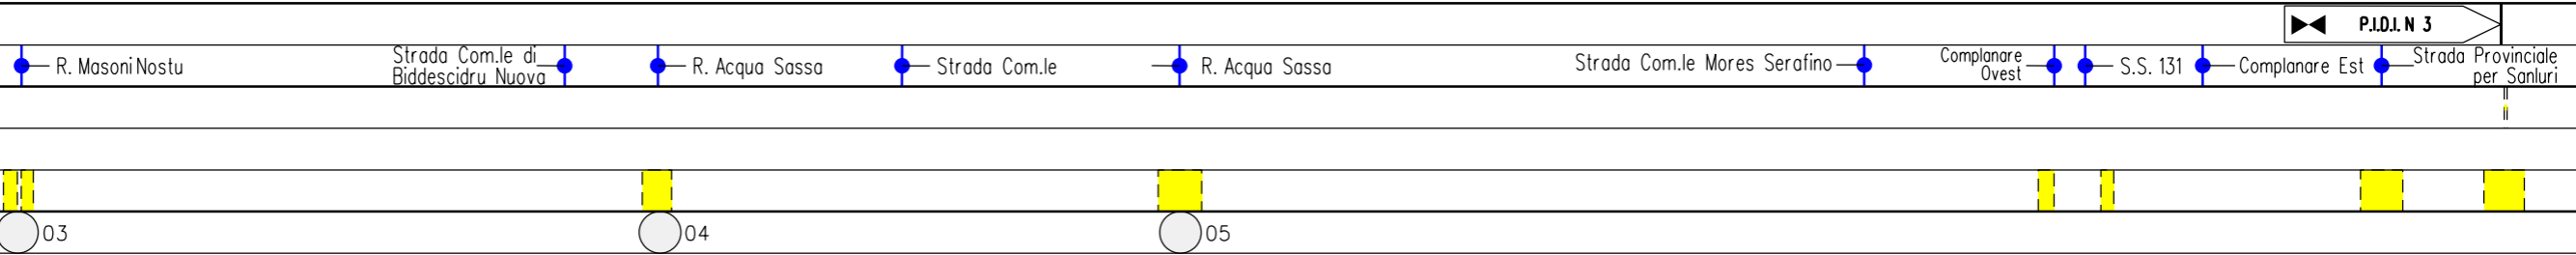 P.I.D.I. N 3
R. Masoni Nostu
Strada Com.le di
Biddescidru Nuova
R. Acqua Sassa
Strada Com.le
R. Acqua Sassa
Strada Com.le Mores Serafino
Complanare
Ovest
S.S. 131
Complanare Est
Strada Provinciale
per Sanluri
03
04
05